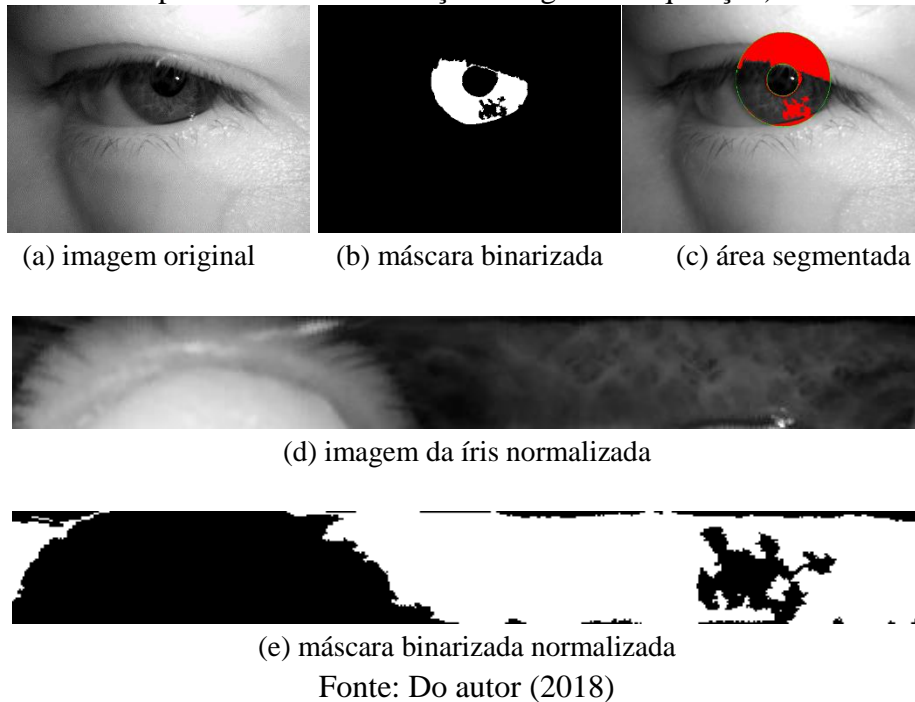 (a) imagem original (b) máscara binarizada (c) área segmentada
(d) imagem da íris normalizada
(e) máscara binarizada normalizada
Fonte: Do autor (2018)